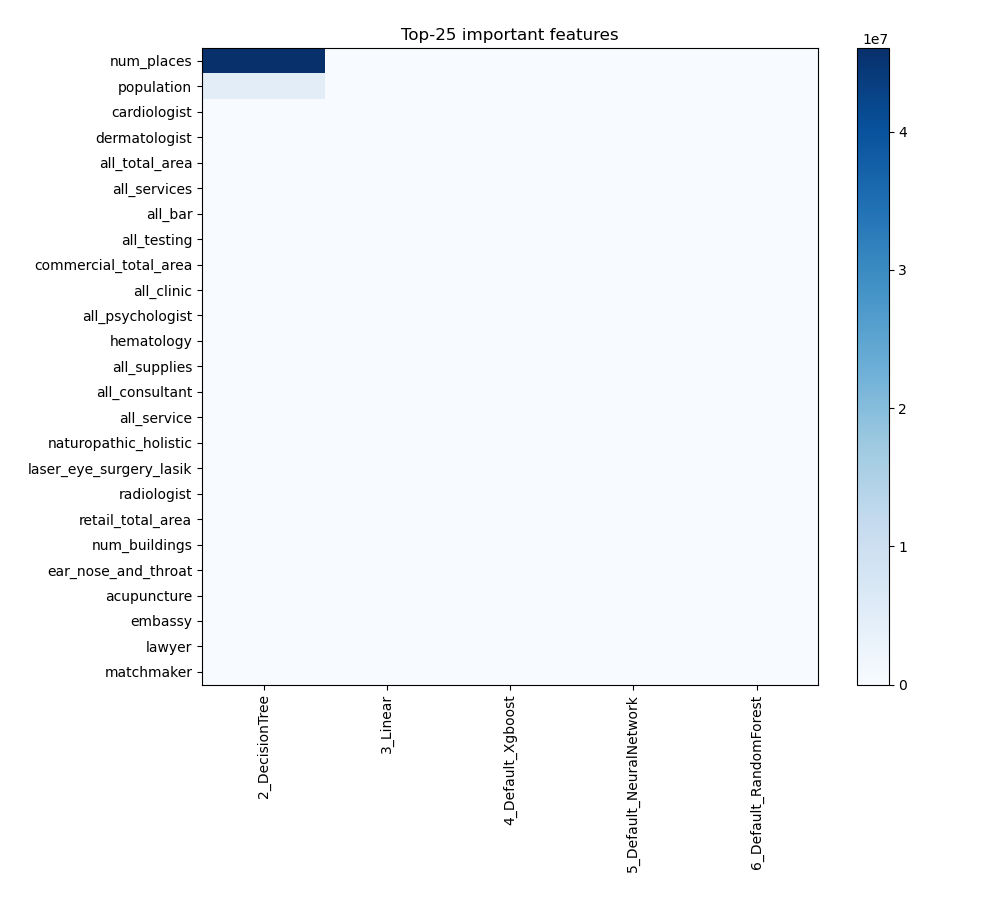 Top-25 important features
1e7
num_places
population
cardiologist
dermatologist
all_total_area
all_services
all_bar
all_testing
commercial_total_area
all_clinic
all_psychologist
hematology
all_supplies
all_consultant
all_service
naturopathic_holistic
laser_eye_surgery_lasik
radiologist
retail_total_area
num_buildings
ear_nose_and_throat
acupuncture
embassy
lawyer
matchmaker
4
3
2
1
0
2_DecisionTree
3_Linear
4_Default_Xgboost
5_Default_NeuralNetwork
6_Default_RandomForest